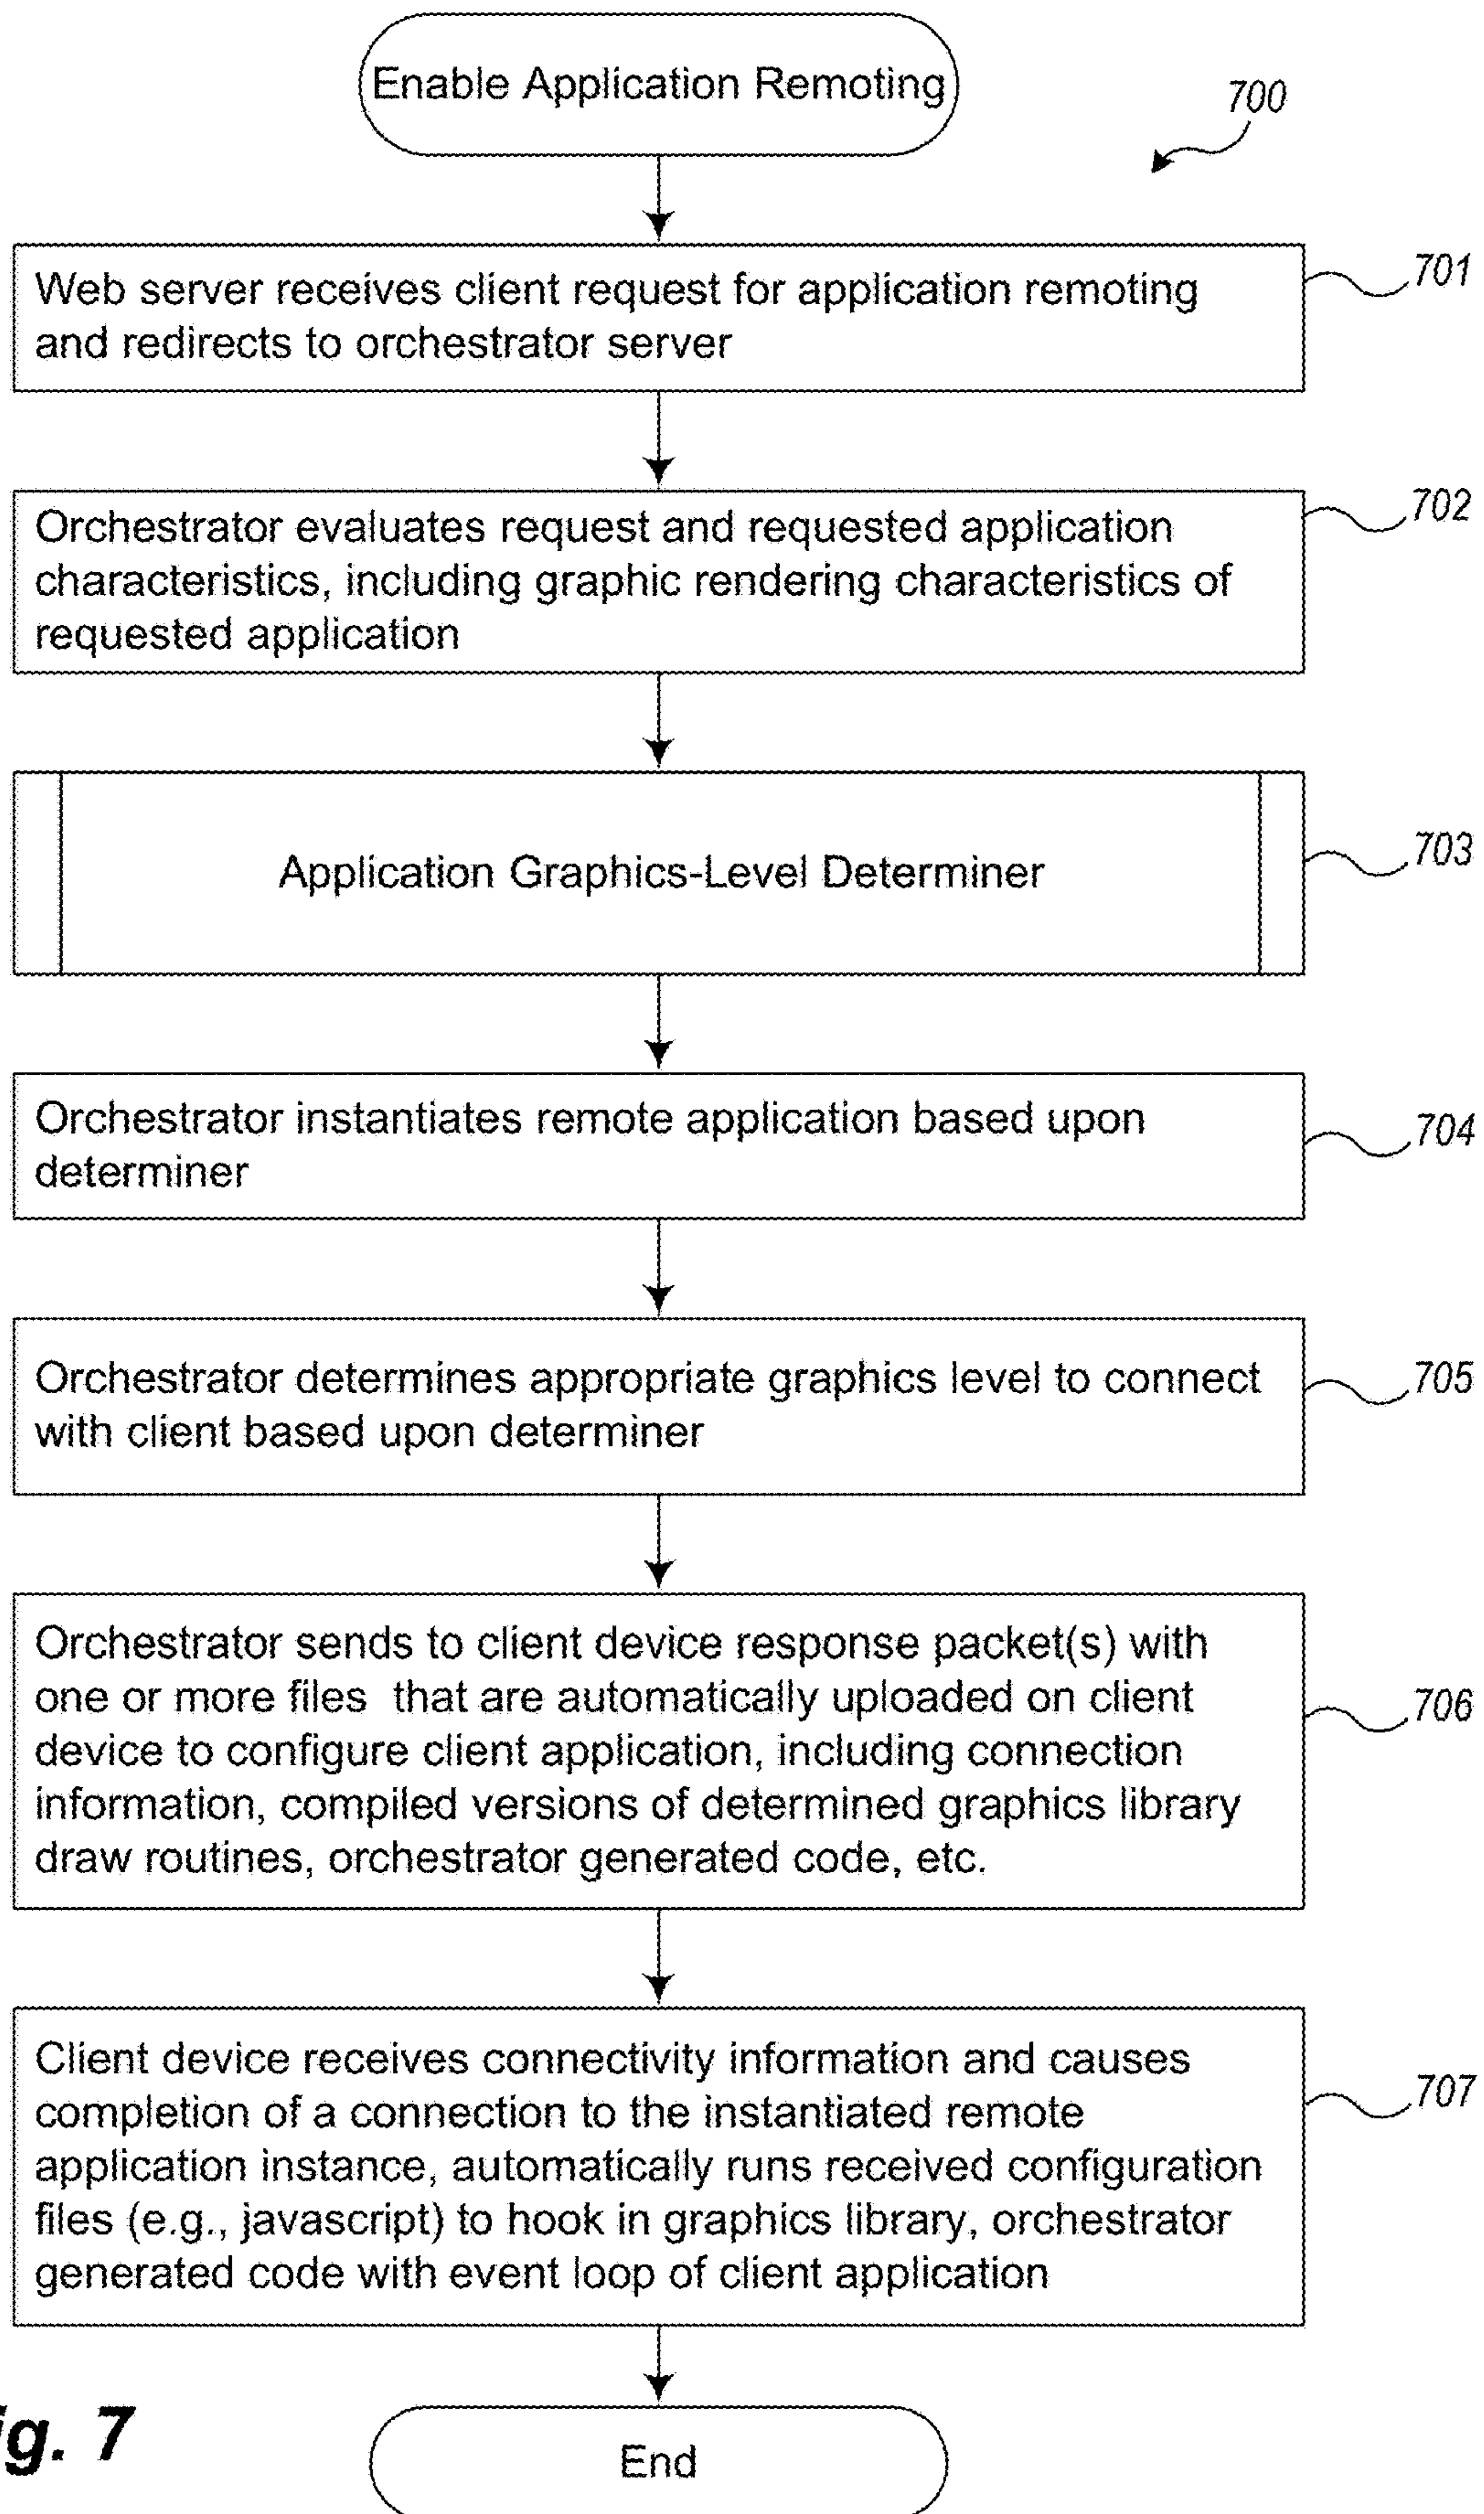 Enable Application Remoting
700
Web server receives client request for application remoting
and redirects to orchestrator server
701
Orchestrator evaluates request and requested application
characteristics, including graphic rendering characteristics of
requested application
702
Application Graphics-Level Determiner
703
Orchestrator instantiates remote application based upon
determiner
704
Orchestrator determines appropriate graphics level to connect
with client based upon determiner
705
Orchestrator sends to client device response packet(s) with
one or more files that are automatically uploaded on client
device to configure client application, including connection
information, compiled versions of determined graphics library
draw routines, orchestrator generated code, etc.
706
Client device receives connectivity information and causes
completion of a connection to the instantiated remote
application instance, automatically runs received configuration
files (e.g., javascript) to hook in graphics library, orchestrator
generated code with event loop of client application
707
ig. 7
End